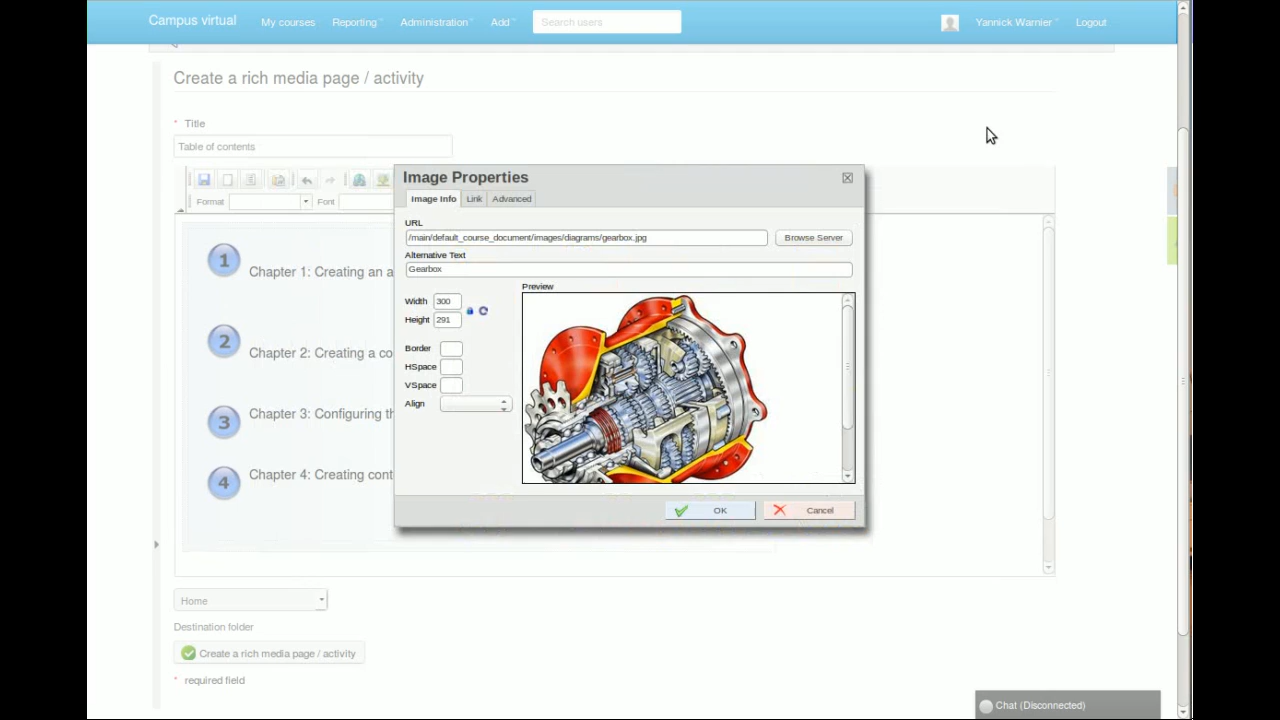 Campus virtual My courses Reporting Administration Add Search users Yannick Warnier Logout
Create a rich media page / activity
* Title
Table of contents
Image Properties
Image Info Link Advanced
Format Font
URL
/main/default_course_document/images/diagrams/gearbox.jpg Browse Server
Alternative Text
Gearbox
Preview
Width 300
Height 291
Border
HSpace
VSpace
Align
1 Chapter 1: Creating an a
2 Chapter 2: Creating a co
3 Chapter 3: Configuring th
4 Chapter 4: Creating cont
OK Cancel
Home
Destination folder
Create a rich media page / activity
* required field
Chat (Disconnected)